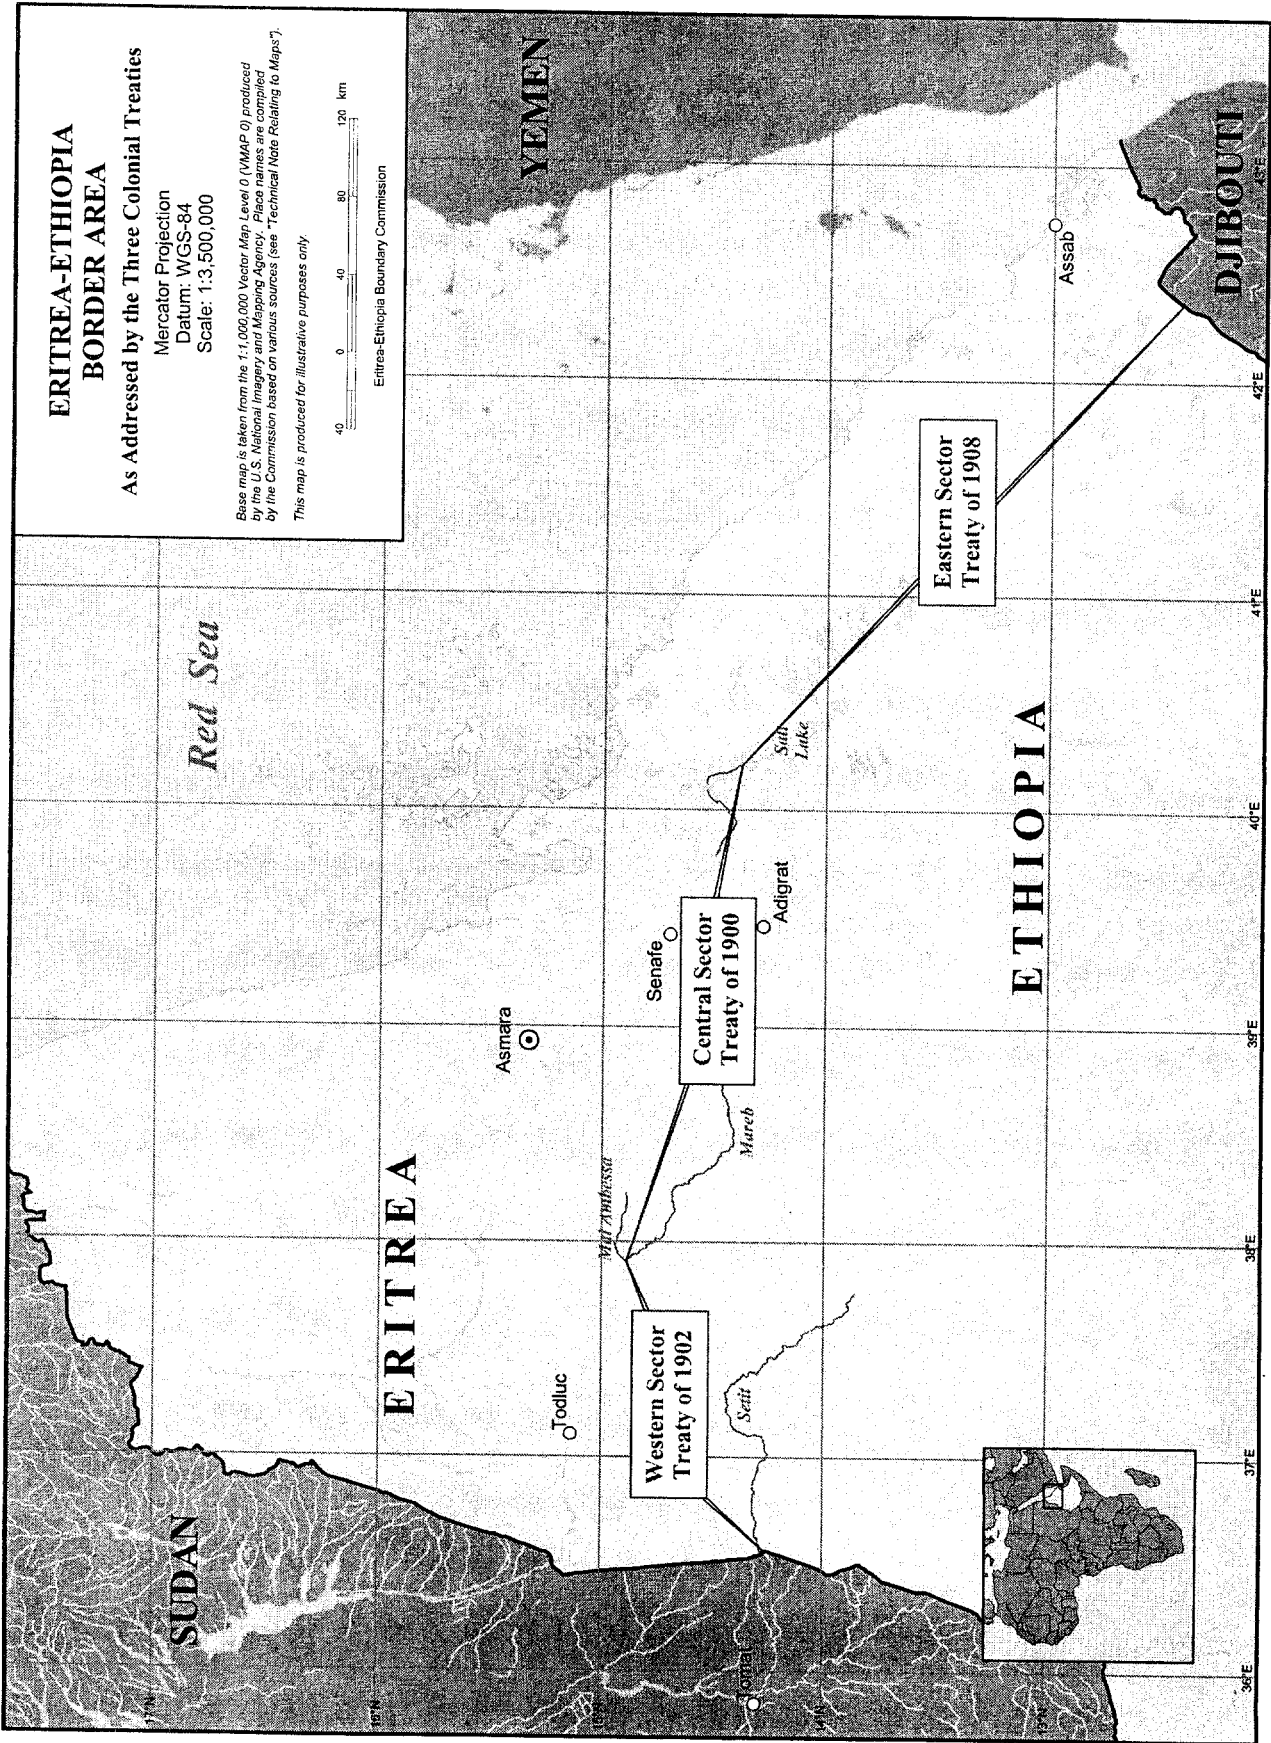 ERITREA-ETHIOPIA
BORDER AREA
As Addressed by the Three Colonial Treaties
Mercator Projection
Datum: WGS-84
Scale: 1:3,500,000
Base map is taken from the 1:1,000,000 Vector Map Level 0 (VMAP 0) produced
by the U.S. National Imagery and Mapping Agency. Place names are compiled
by the Commission based on various sources (see "Technical Note Relating to Maps").
This map is produced for illustrative purposes only.
40 0 40 80 120 km
Eritrea-Ethiopia Boundary Commission
SUDAN
Red Sea
YEMEN
ERITREA
Asmara
Todluc
Senafe
Mai Ambessa
Western Sector
Treaty of 1902
Central Sector
Treaty of 1900
Mareb
Setit
Adigrat
Salt
Lake
Tomat
Eastern Sector
Treaty of 1908
ETHIOPIA
Assab
DJIBOUTI
17°N
16°N
15°N
14°N
13°N
36°E
37°E
38°E
39°E
40°E
41°E
42°E
43°E